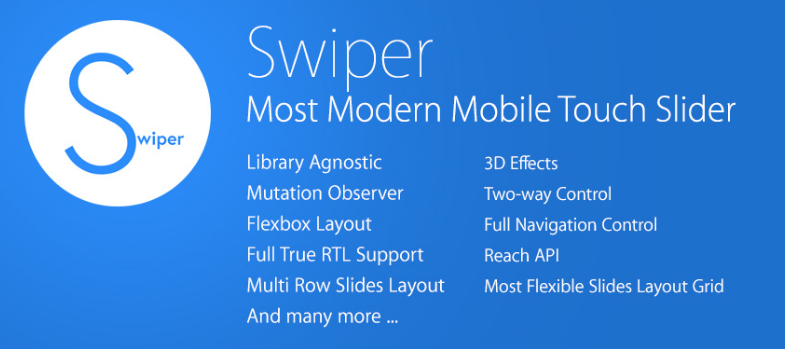 Swiper
Swiper
Most Modern Mobile Touch Slider
Library Agnostic
Mutation Observer
Flexbox Layout
Full True RTL Support
Multi Row Slides Layout
And many more ...
3D Effects
Two-way Control
Full Navigation Control
Reach API
Most Flexible Slides Layout Grid